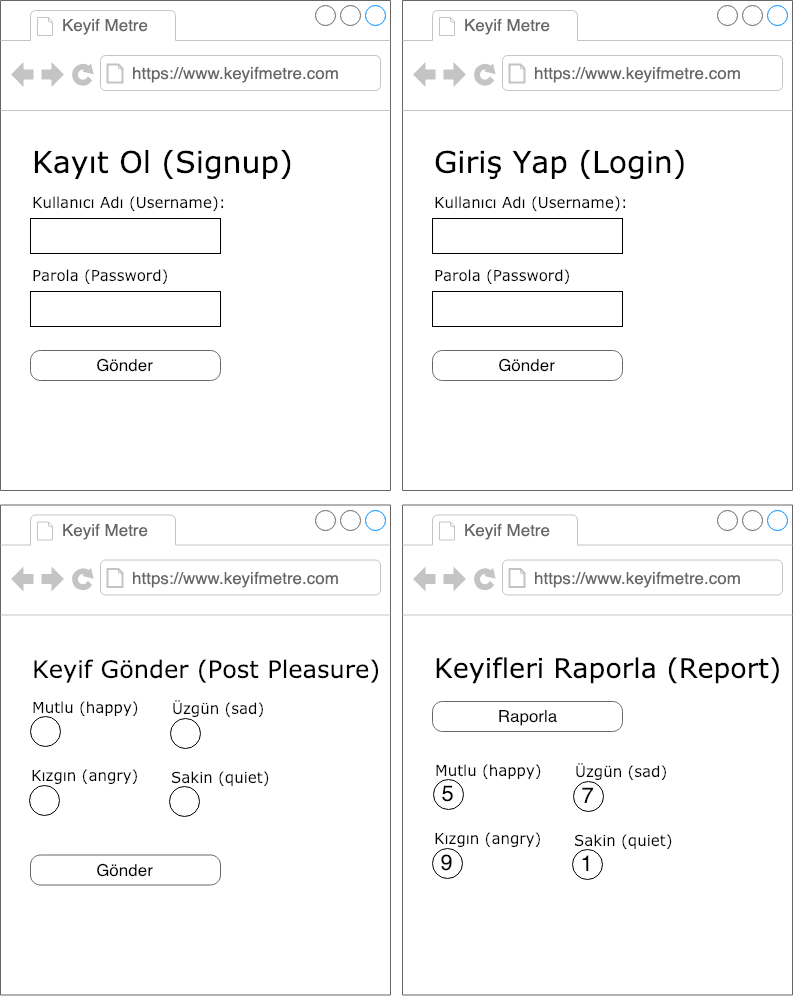 Keyif Metre
https://www.keyifmetre.com
Kayıt Ol (Signup)
Kullanıcı Adı (Username):
Parola (Password)
Gönder
Keyif Metre
https://www.keyifmetre.com
Giriş Yap (Login)
Kullanıcı Adı (Username):
Parola (Password)
Gönder
Keyif Metre
https://www.keyifmetre.com
Keyif Gönder (Post Pleasure)
Mutlu (happy) Üzgün (sad)
Kızgın (angry) Sakin (quiet)
Gönder
Keyif Metre
https://www.keyifmetre.com
Keyifleri Raporla (Report)
Raporla
Mutlu (happy) Üzgün (sad)
5 7
Kızgın (angry) Sakin (quiet)
9 1